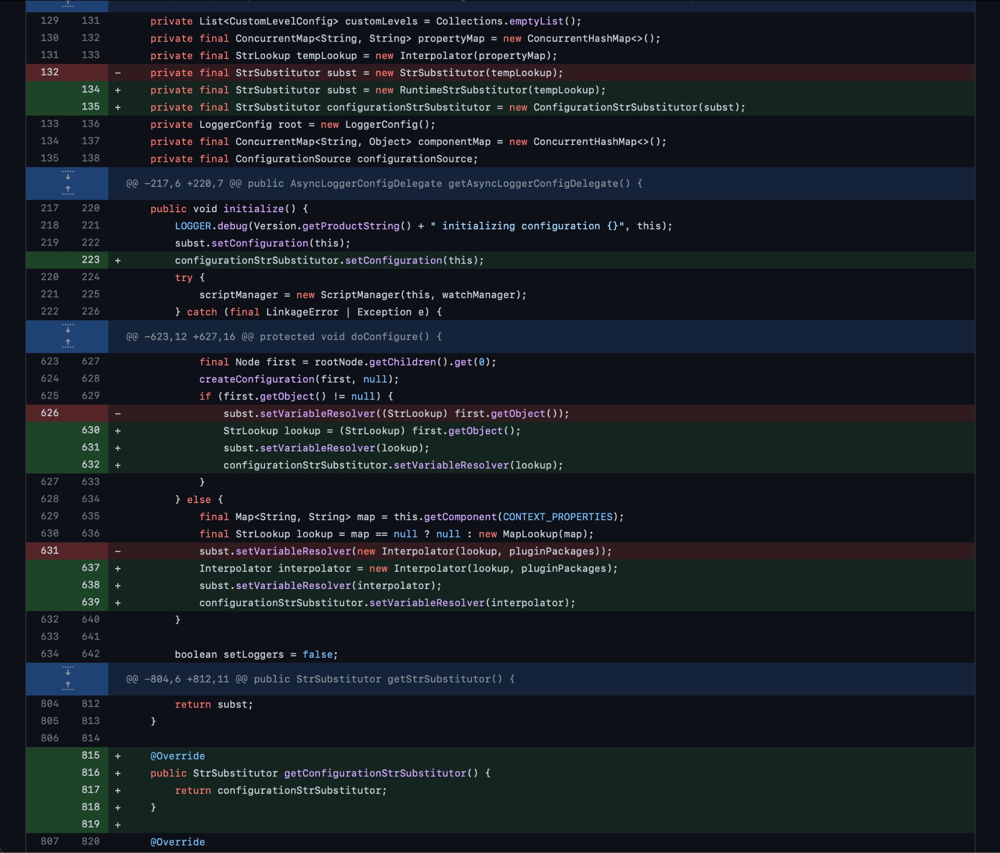 129 131 private List<CustomLevelConfig> customLevels = Collections.emptyList();
130 132 private final ConcurrentMap<String, String> propertyMap = new ConcurrentHashMap<>();
131 133 private final StrLookup tempLookup = new Interpolator(propertyMap);
132 - private final StrSubstitutor subst = new StrSubstitutor(tempLookup);
134 + private final StrSubstitutor subst = new RuntimeStrSubstitutor(tempLookup);
135 + private final StrSubstitutor configurationStrSubstitutor = new ConfigurationStrSubstitutor(subst);
133 136 private LoggerConfig root = new LoggerConfig();
134 137 private final ConcurrentMap<String, Object> componentMap = new ConcurrentHashMap<>();
135 138 private final ConfigurationSource configurationSource;
@@ -217,6 +220,7 @@ public AsyncLoggerConfigDelegate getAsyncLoggerConfigDelegate() {
217 220 public void initialize() {
218 221 LOGGER.debug(Version.getProductString() + " initializing configuration {}", this);
219 222 subst.setConfiguration(this);
223 + configurationStrSubstitutor.setConfiguration(this);
220 224 try {
221 225 scriptManager = new ScriptManager(this, watchManager);
222 226 } catch (final LinkageError | Exception e) {
@@ -623,12 +627,16 @@ protected void doConfigure() {
623 627 final Node first = rootNode.getChildren().get(0);
624 628 createConfiguration(first, null);
625 629 if (first.getObject() != null) {
626 - subst.setVariableResolver((StrLookup) first.getObject());
630 + StrLookup lookup = (StrLookup) first.getObject();
631 + subst.setVariableResolver(lookup);
632 + configurationStrSubstitutor.setVariableResolver(lookup);
627 633 }
628 634 } else {
629 635 final Map<String, String> map = this.getComponent(CONTEXT_PROPERTIES);
630 636 final StrLookup lookup = map == null ? null : new MapLookup(map);
631 - subst.setVariableResolver(new Interpolator(lookup, pluginPackages));
637 + Interpolator interpolator = new Interpolator(lookup, pluginPackages);
638 + subst.setVariableResolver(interpolator);
639 + configurationStrSubstitutor.setVariableResolver(interpolator);
632 640 }
633 641
634 642 boolean setLoggers = false;
@@ -804,6 +812,11 @@ public StrSubstitutor getStrSubstitutor() {
804 812 return subst;
805 813 }
806 814
815 + @Override
816 + public StrSubstitutor getConfigurationStrSubstitutor() {
817 + return configurationStrSubstitutor;
818 + }
819 +
807 820 @Override